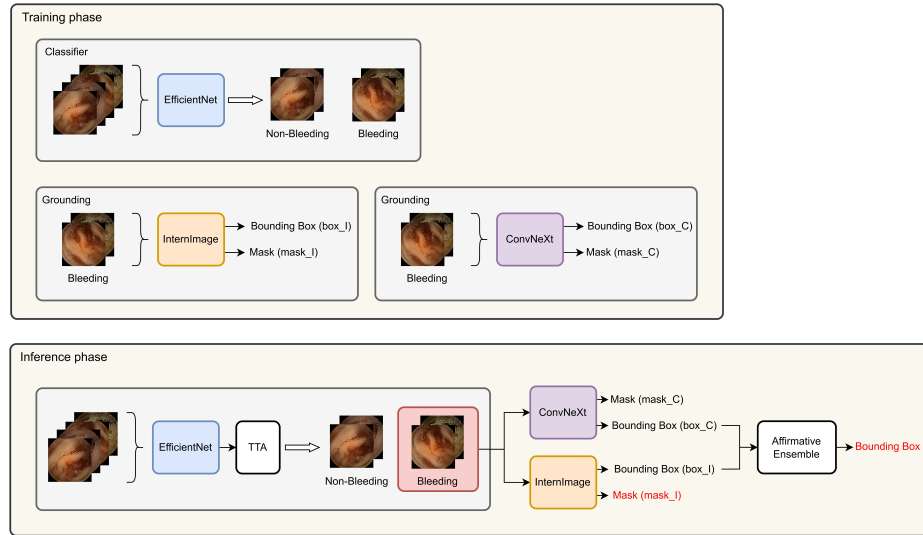 Training phase
Classifier
EfficientNet
Non-Bleeding
Bleeding
Grounding
InternImage
Bounding Box (box_I)
Mask (mask_I)
Bleeding
Grounding
ConvNeXt
Bounding Box (box_C)
Mask (mask_C)
Bleeding
Inference phase
EfficientNet
TTA
Non-Bleeding
Bleeding
ConvNeXt
Mask (mask_C)
Bounding Box (box_C)
InternImage
Bounding Box (box_I)
Mask (mask_I)
Affirmative
Ensemble
Bounding Box